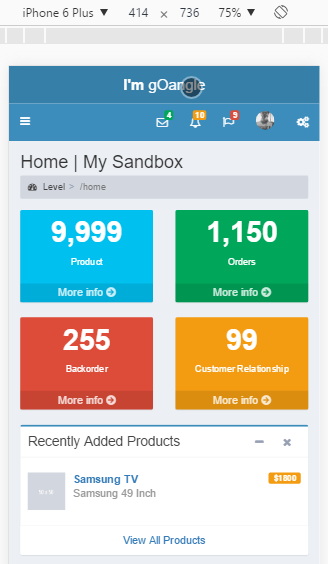 iPhone 6 Plus ▼ 414 × 736 75% ▼
I'm gOangle
4 10 9
Home | My Sandbox
Level > /home
9,999
Product
More info
1,150
Orders
More info
255
Backorder
More info
99
Customer Relationship
More info
Recently Added Products
Samsung TV $1800
Samsung 49 Inch
View All Products